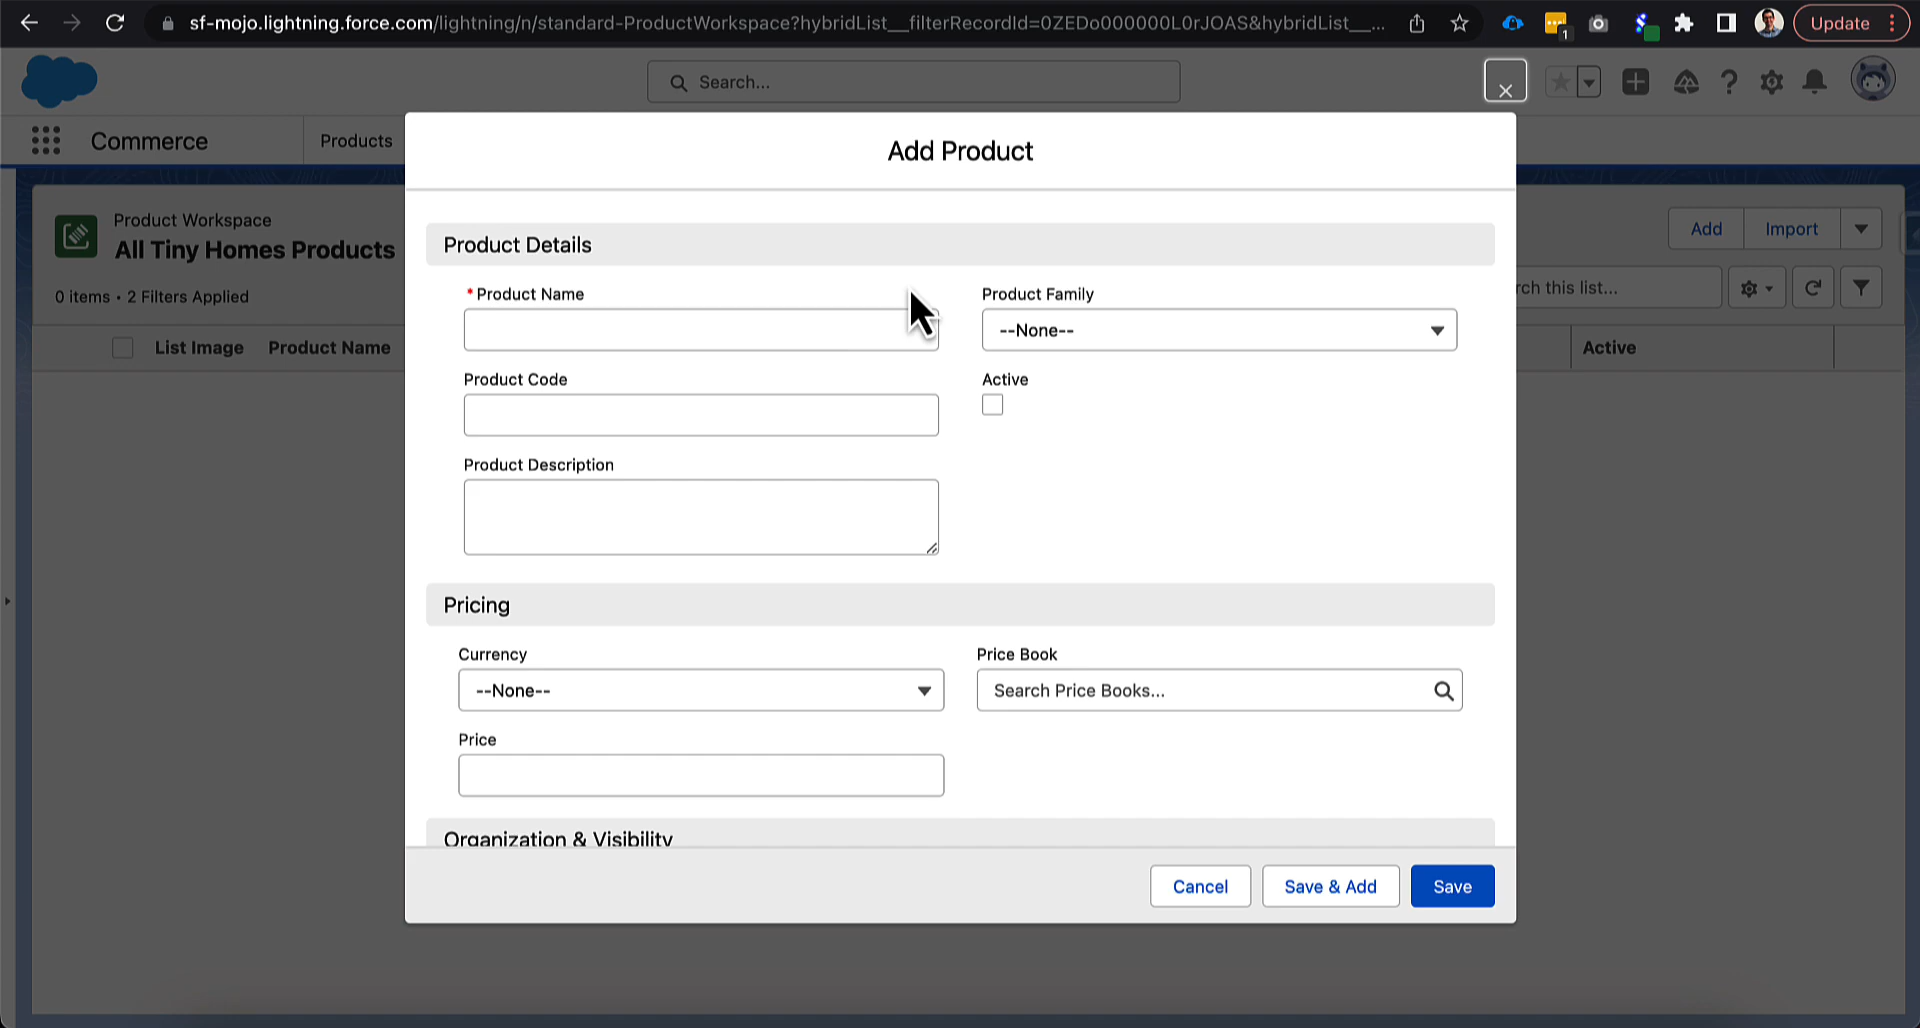 sf-mojo.lightning.force.com/lightning/n/standard-ProductWorkspace?hybridList__filterRecordId=0ZEDo000000L0rJOAS&hybridList__...
1
Update
Search...
Commerce
Products
Add Product
Product Workspace
All Tiny Homes Products
0 items • 2 Filters Applied
Add
Import
rch this list...
List Image
Product Name
Active
Product Details
* Product Name
Product Family
--None--
Product Code
Active
Product Description
Pricing
Currency
Price Book
--None--
Search Price Books...
Price
Organization & Visibility
Cancel
Save & Add
Save